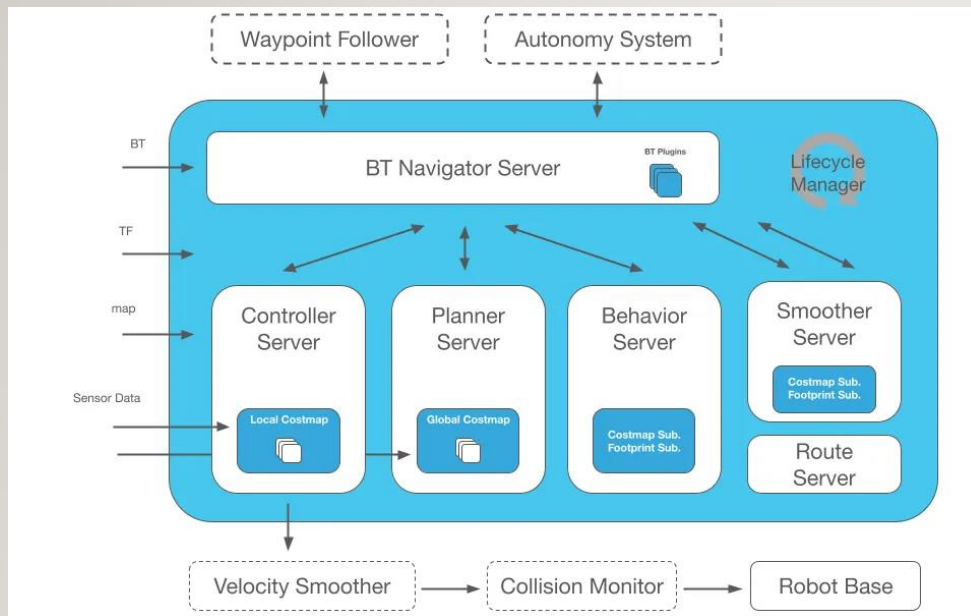 Waypoint Follower
Autonomy System
BT
BT Navigator Server
BT Plugins
Lifecycle
Manager
TF
map
Sensor Data
Controller
Server
Local Costmap
Planner
Server
Global Costmap
Behavior
Server
Costmap Sub.
Footprint Sub.
Smoother
Server
Costmap Sub.
Footprint Sub.
Route
Server
Velocity Smoother
Collision Monitor
Robot Base